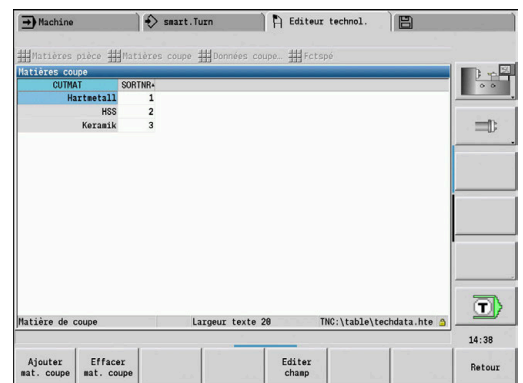 Machine smart.Turn Editeur technol.
Matières pièce Matières coupe Données coupe… Fctspé
Matières coupe
CUTMAT SORTNR
Hartmetall 1
HSS 2
Keramik 3
Matière de coupe Largeur texte 20 TNC:\table\techdata.hte
14:38
Ajouter mat. coupe Effacer mat. coupe Editer champ Retour
T